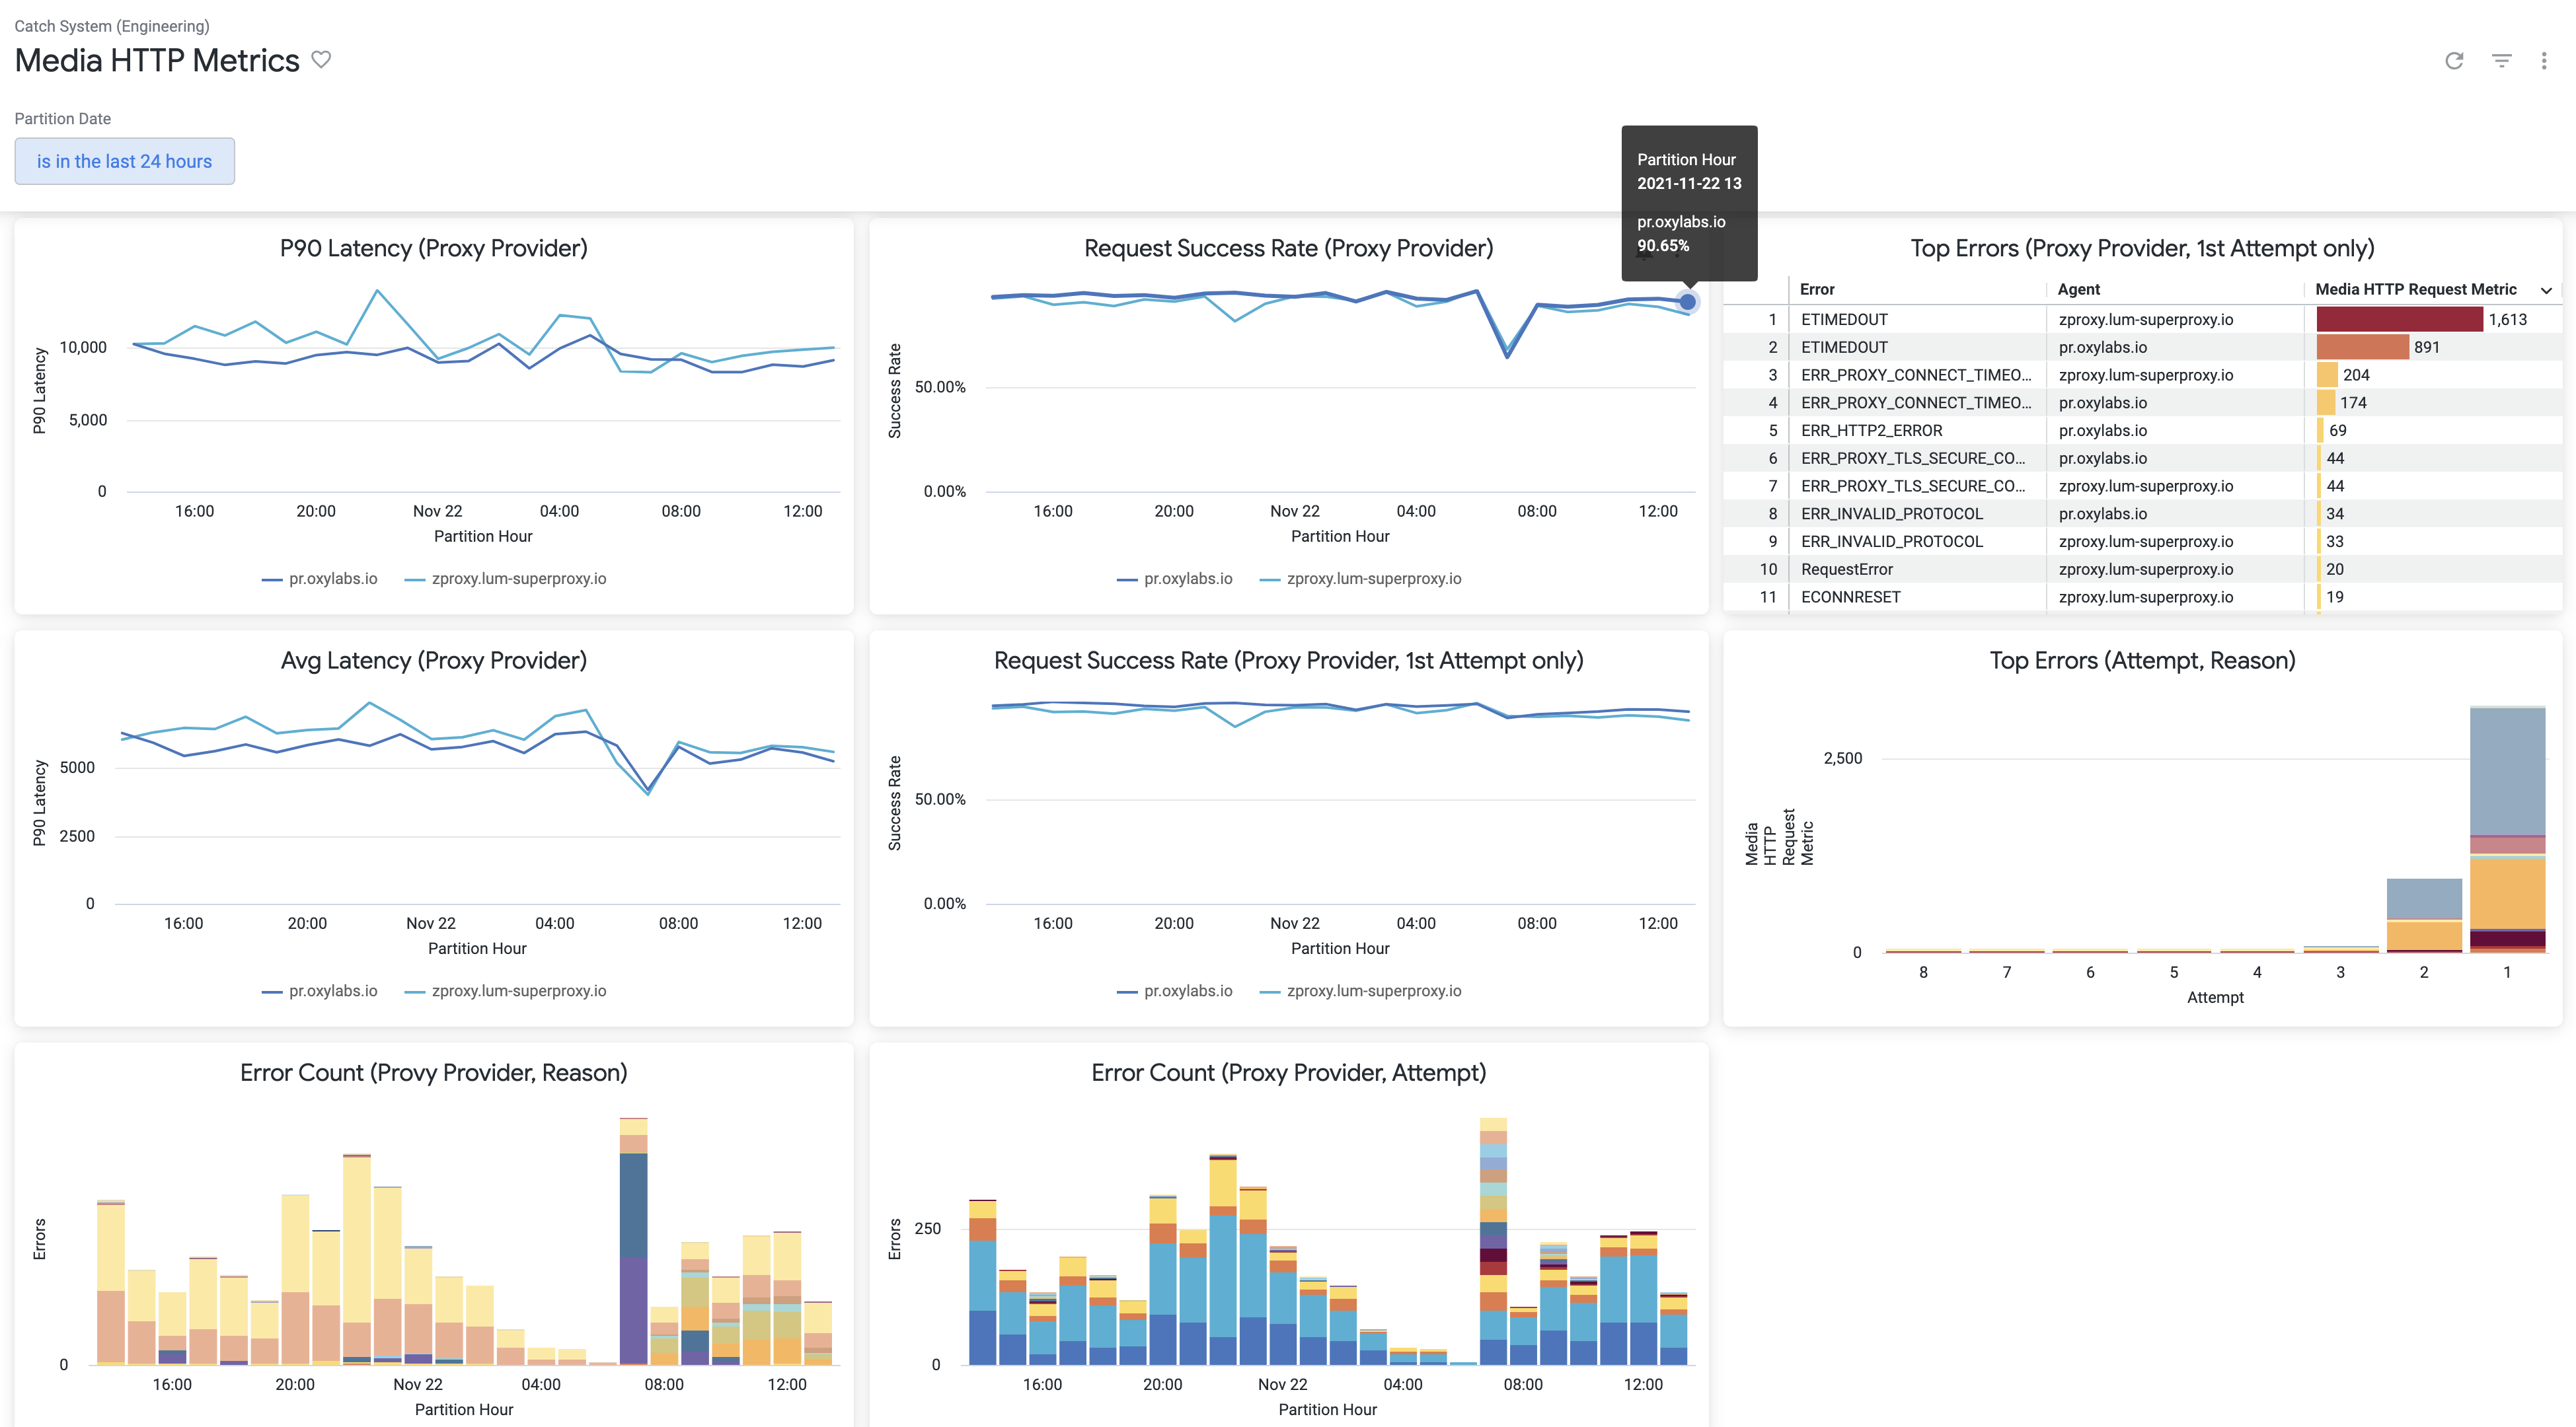 Catch System (Engineering)
Media HTTP Metrics
Partition Date
is in the last 24 hours
Partition Hour
2021-11-22 13
pr.oxylabs.io
90.65%
P90 Latency (Proxy Provider)
P90 Latency
10,000
5,000
0
16:00 20:00 Nov 22 04:00 08:00 12:00
Partition Hour
pr.oxylabs.io zproxy.lum-superproxy.io
Request Success Rate (Proxy Provider)
Success Rate
50.00%
0.00%
16:00 20:00 Nov 22 04:00 08:00 12:00
Partition Hour
pr.oxylabs.io zproxy.lum-superproxy.io
Top Errors (Proxy Provider, 1st Attempt only)
Error Agent Media HTTP Request Metric
1 ETIMEDOUT zproxy.lum-superproxy.io 1,613
2 ETIMEDOUT pr.oxylabs.io 891
3 ERR_PROXY_CONNECT_TIMEO... zproxy.lum-superproxy.io 204
4 ERR_PROXY_CONNECT_TIMEO... pr.oxylabs.io 174
5 ERR_HTTP2_ERROR pr.oxylabs.io 69
6 ERR_PROXY_TLS_SECURE_CO... pr.oxylabs.io 44
7 ERR_PROXY_TLS_SECURE_CO... zproxy.lum-superproxy.io 44
8 ERR_INVALID_PROTOCOL pr.oxylabs.io 34
9 ERR_INVALID_PROTOCOL zproxy.lum-superproxy.io 33
10 RequestError zproxy.lum-superproxy.io 20
11 ECONNRESET zproxy.lum-superproxy.io 19
Avg Latency (Proxy Provider)
P90 Latency
5000
2500
0
16:00 20:00 Nov 22 04:00 08:00 12:00
Partition Hour
pr.oxylabs.io zproxy.lum-superproxy.io
Request Success Rate (Proxy Provider, 1st Attempt only)
Success Rate
50.00%
0.00%
16:00 20:00 Nov 22 04:00 08:00 12:00
Partition Hour
pr.oxylabs.io zproxy.lum-superproxy.io
Top Errors (Attempt, Reason)
Media
HTTP
Request
Metric
2,500
0
8 7 6 5 4 3 2 1
Attempt
Error Count (Provy Provider, Reason)
Errors
0
16:00 20:00 Nov 22 04:00 08:00 12:00
Partition Hour
Error Count (Proxy Provider, Attempt)
Errors
250
0
16:00 20:00 Nov 22 04:00 08:00 12:00
Partition Hour